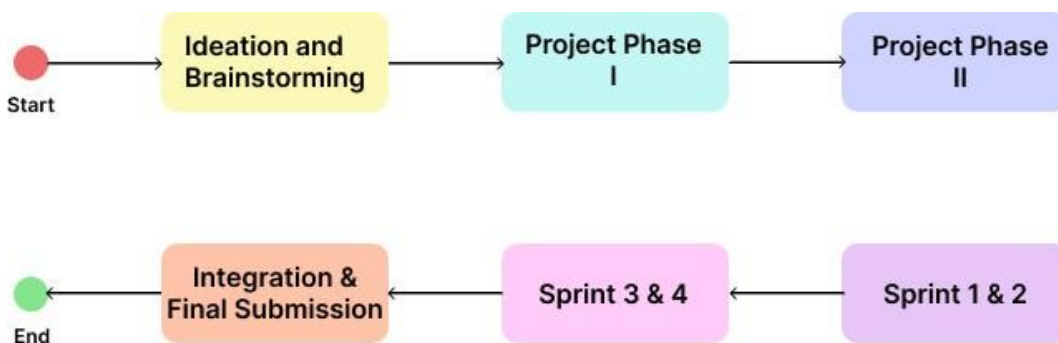 Ideation and
Brainstorming
Project Phase
I
Project Phase
II
Start
Integration &
Final Submission
Sprint 3 & 4
Sprint 1 & 2
End